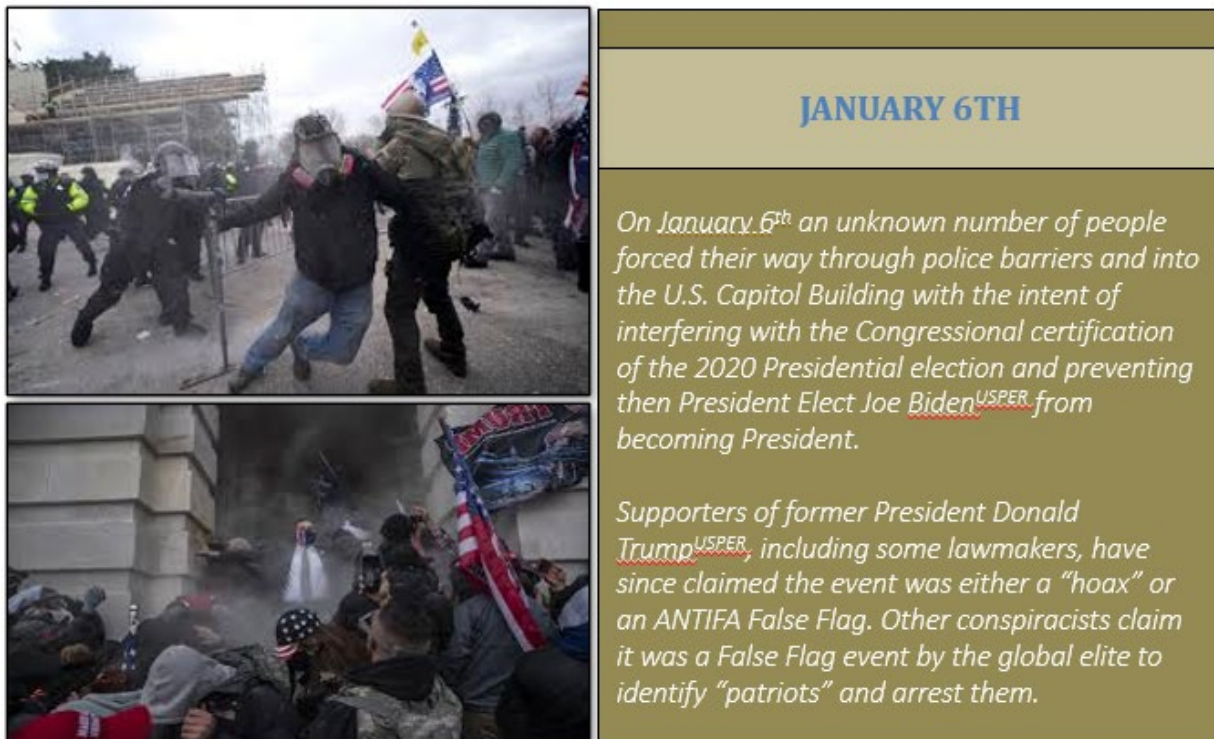 JANUARY 6TH
On January 6th an unknown number of people
forced their way through police barriers and into
the U.S. Capitol Building with the intent of
interfering with the Congressional certification
of the 2020 Presidential election and preventing
then President Elect Joe BidenUSPER from
becoming President.
Supporters of former President Donald
TrumpUSPER, including some lawmakers, have
since claimed the event was either a “hoax” or
an ANTIFA False Flag. Other conspiracists claim
it was a False Flag event by the global elite to
identify “patriots” and arrest them.